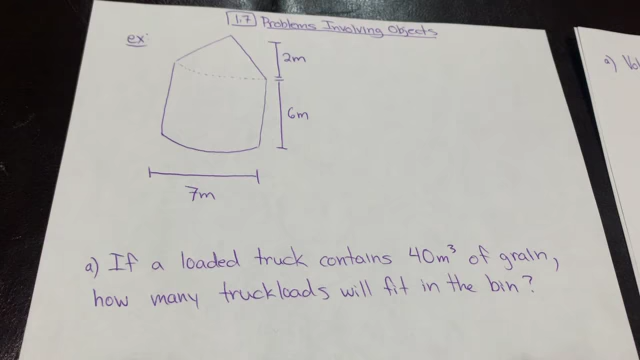 1.7 Problems Involving Objects
ex:
2m
6m
7m
a) If a loaded truck contains 40m³ of grain,
how many truckloads will fit in the bin?
a) Vol